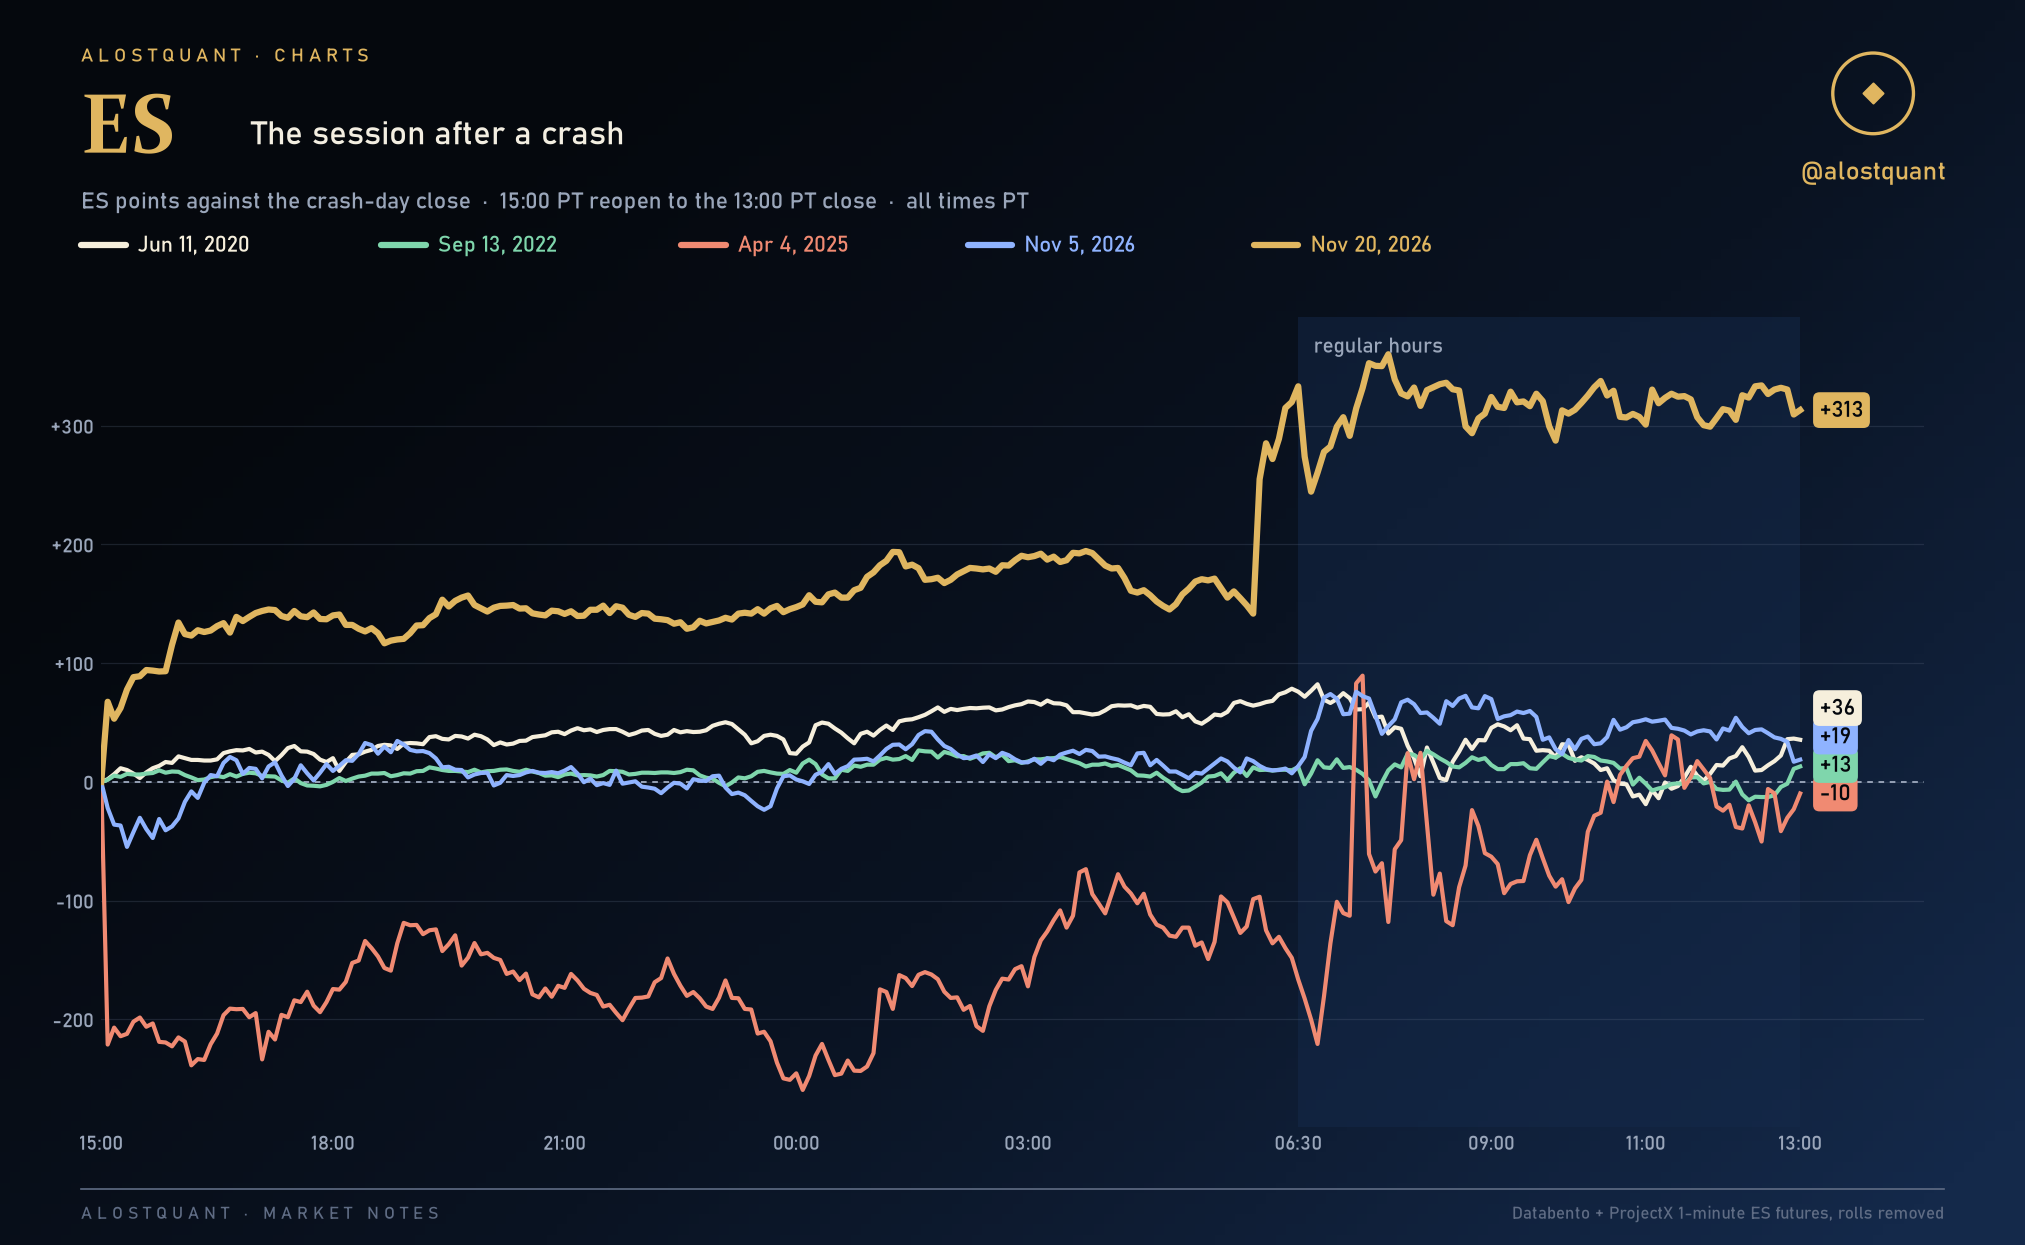 ALOSTQUANT · CHARTS
ES The session after a crash
@alostquant
ES points against the crash-day close · 15:00 PT reopen to the 13:00 PT close · all times PT
Jun 11, 2020 Sep 13, 2022 Apr 4, 2025 Nov 5, 2026 Nov 20, 2026
regular hours
+300
+200
+100
0
-100
-200
+313
+36
+19
+13
-10
15:00 18:00 21:00 00:00 03:00 06:30 09:00 11:00 13:00
ALOSTQUANT · MARKET NOTES
Databento + ProjectX 1-minute ES futures, rolls removed